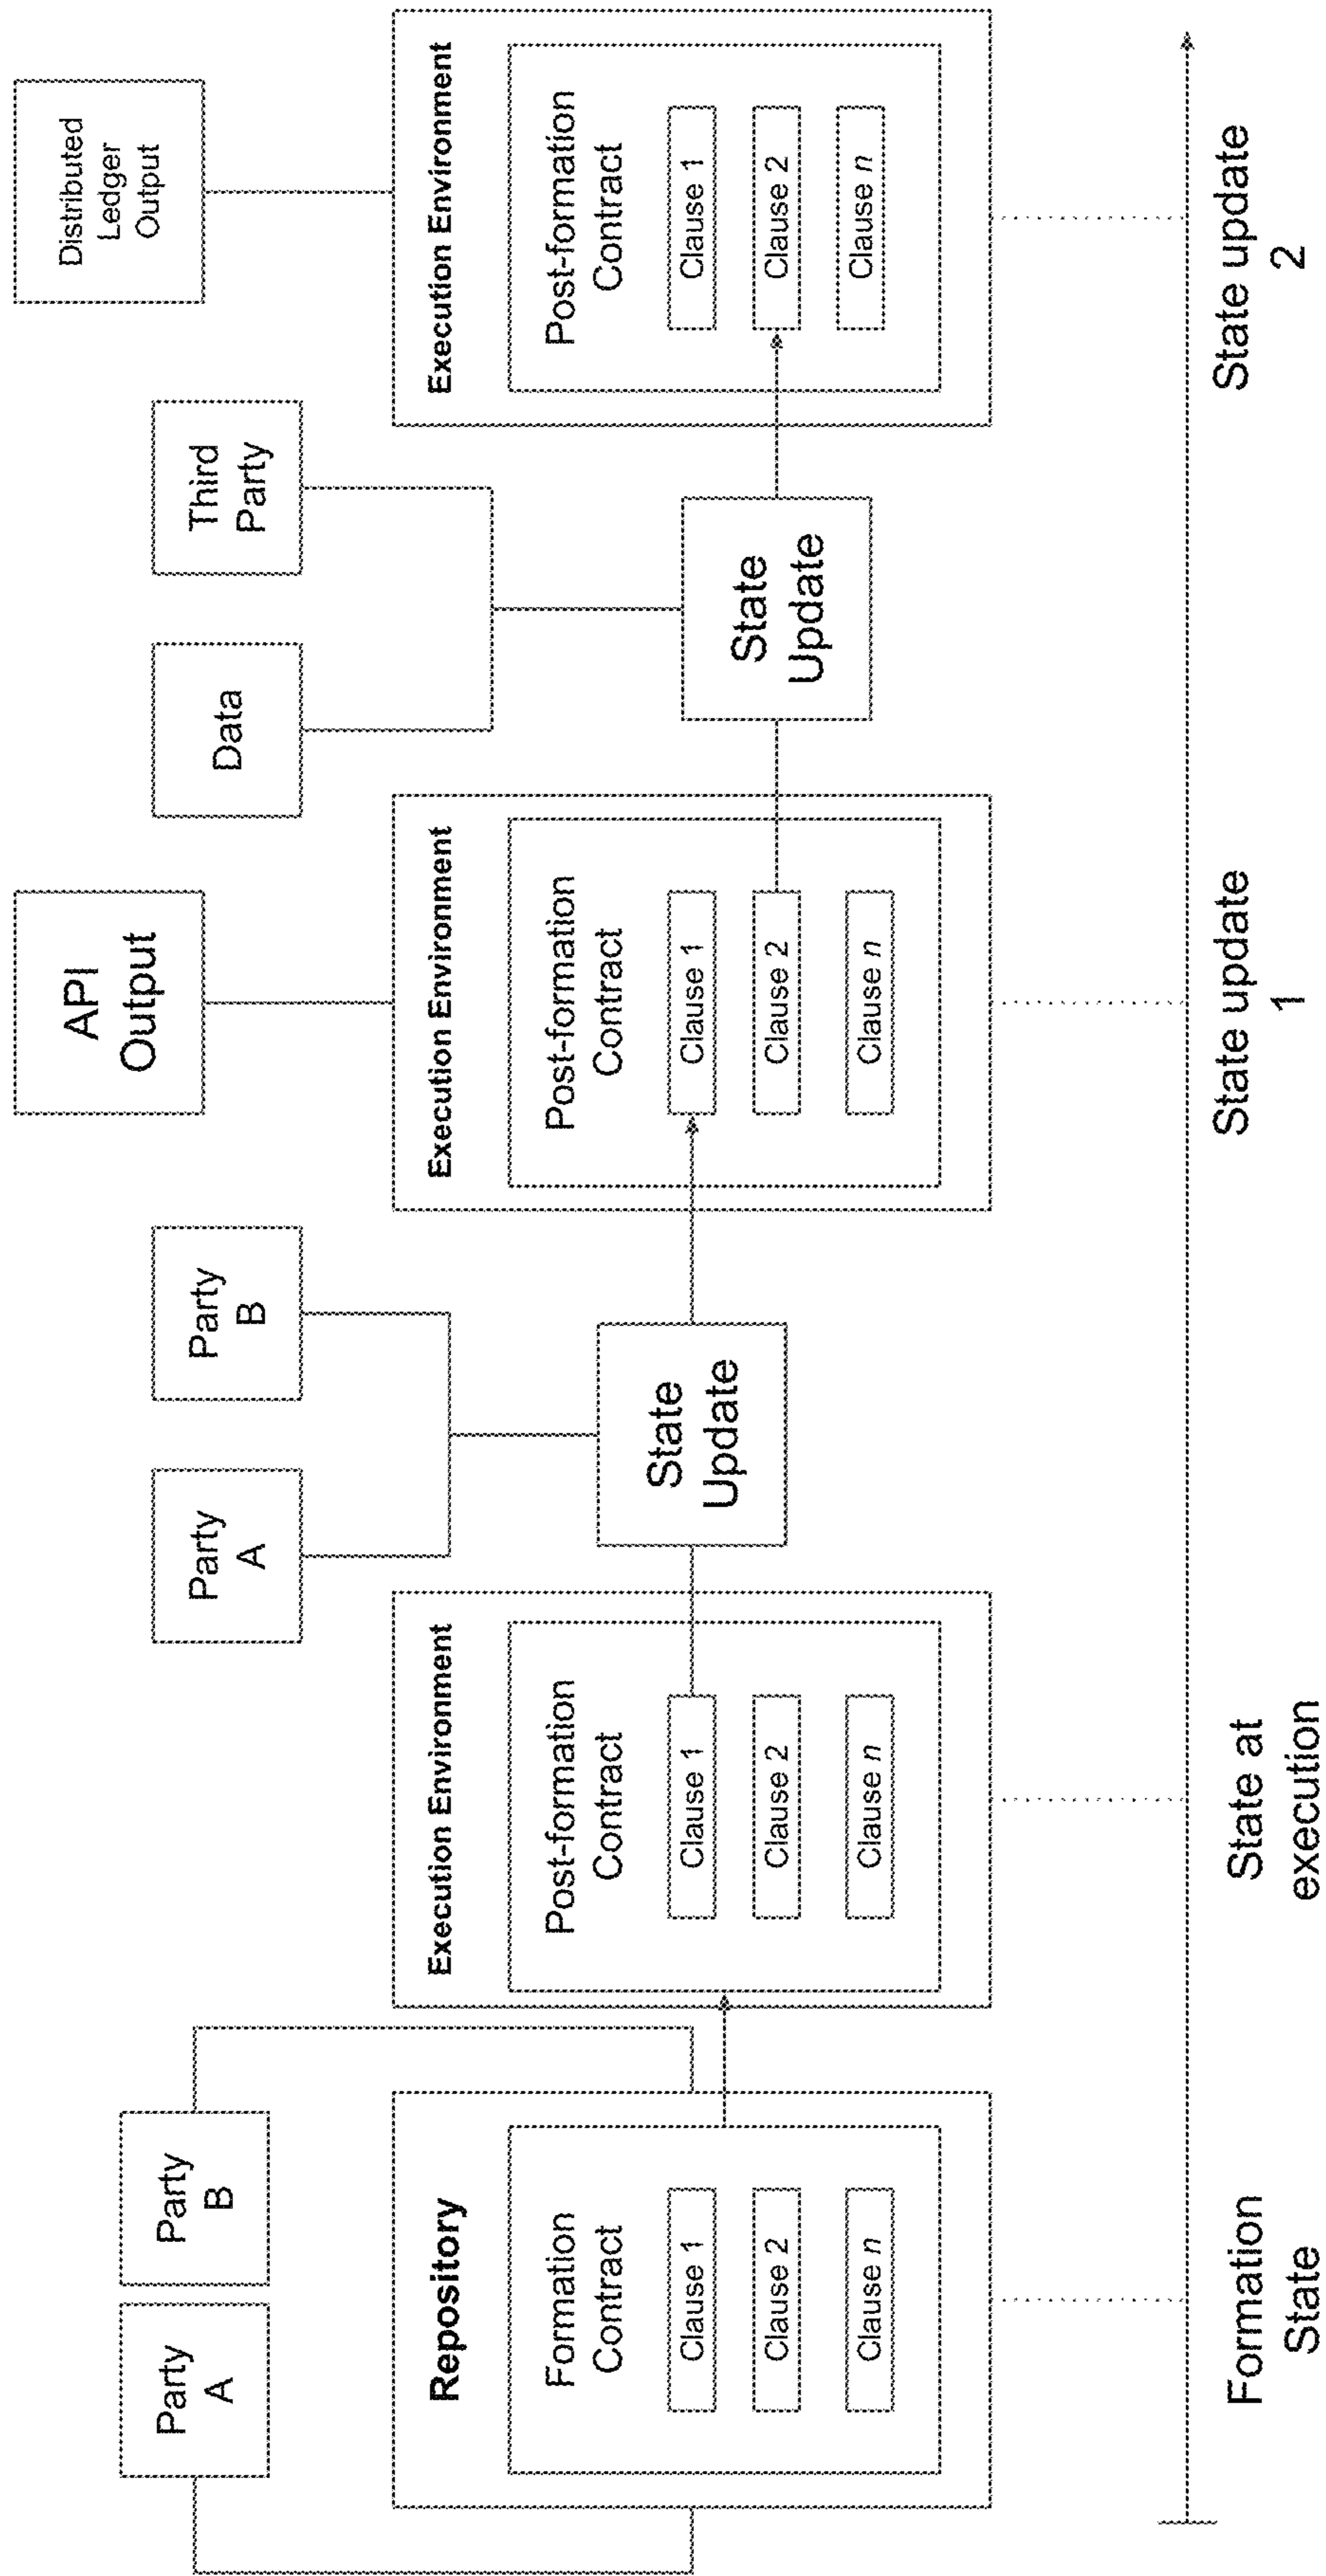 Party
A
Party
B
Repository
Formation
Contract
Clause 1
Clause 2
Clause n
Formation
State
Execution Environment
Post-formation
Contract
Clause 1
Clause 2
Clause n
State at
execution
Party
A
Party
B
State
Update
API
Output
Execution Environment
Post-formation
Contract
Clause 1
Clause 2
Clause n
State update
1
Data
Third
Party
State
Update
Distributed
Ledger
Output
Execution Environment
Post-formation
Contract
Clause 1
Clause 2
Clause n
State update
2